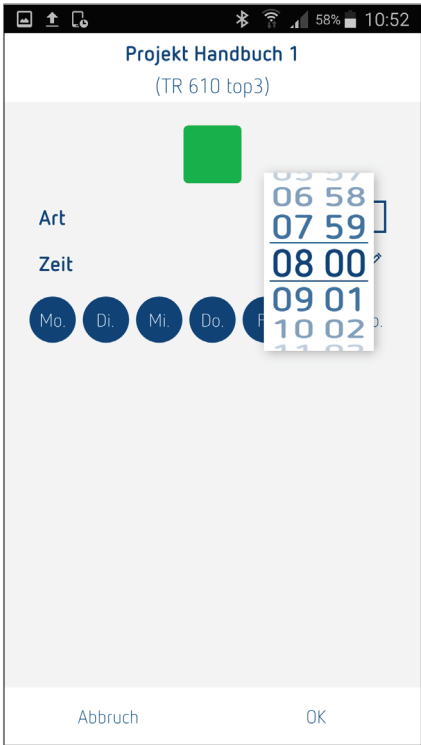 58% 10:52
Projekt Handbuch 1
(TR 610 top3)
06 58
Art
07 59
Zeit
08 00
09 01
Mo. Di. Mi. Do. F
10 02
Abbruch OK